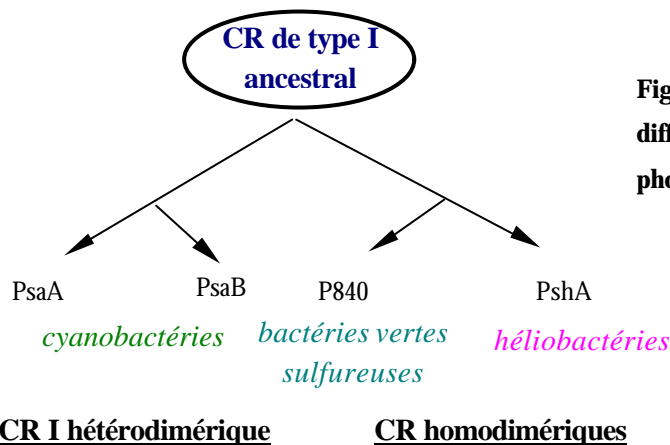 CR de type I
ancestral
Fig
diff
pho
PsaA
PsaB
P840
PshA
cyanobactéries
bactéries vertes
sulfureuses
héliobactéries
CR I hétérodimérique
CR homodimériques